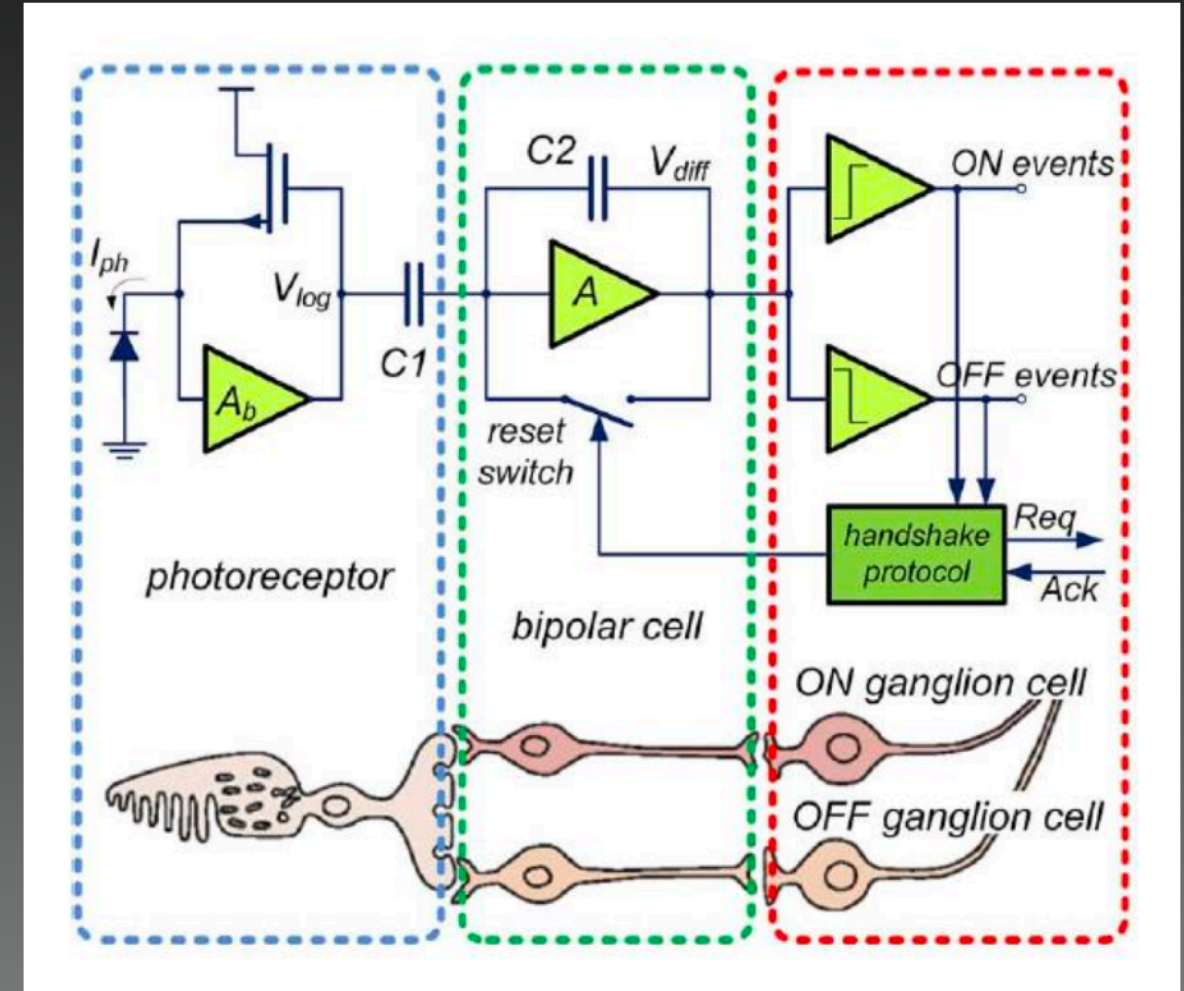 C2
V_diff
ON events
I_ph
V_log
A
C1
A_b
OFF events
reset
switch
handshake
protocol
Req
Ack
photoreceptor
bipolar cell
ON ganglion cell
OFF ganglion cell